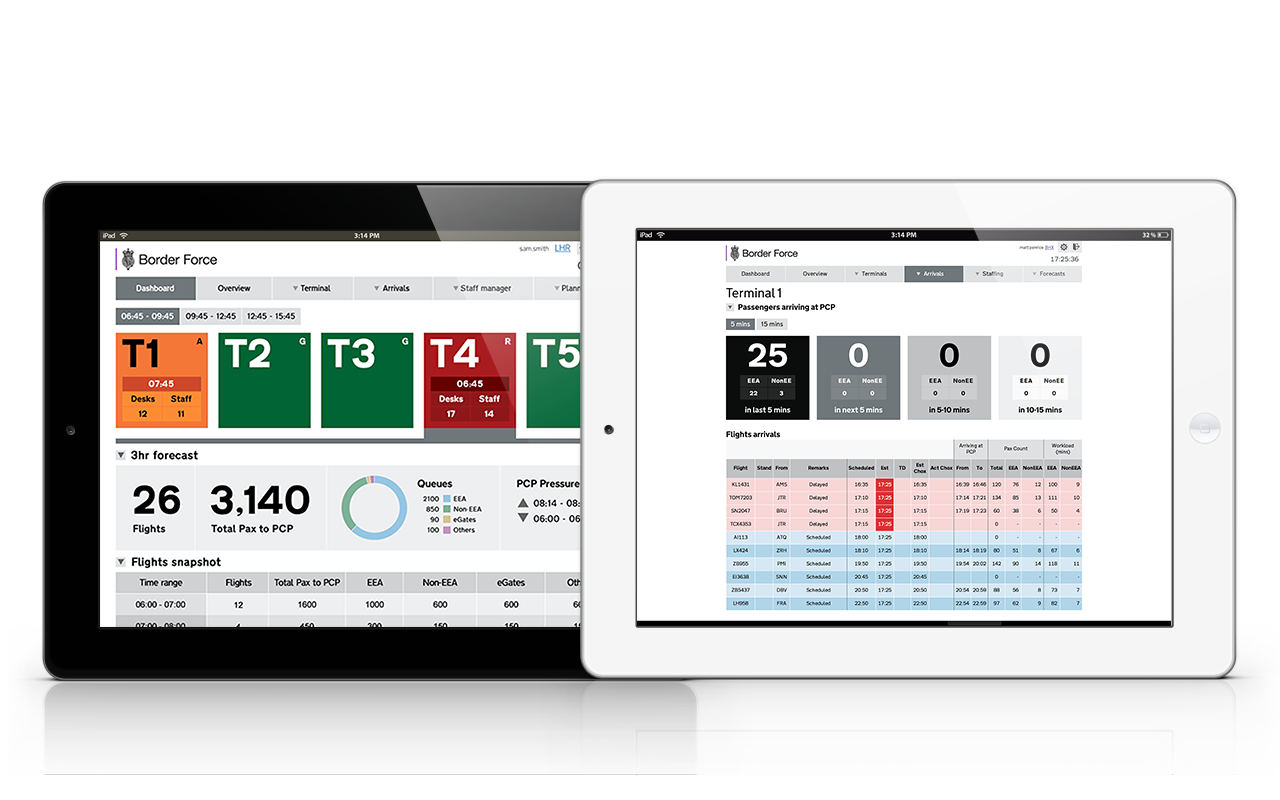 iPad 3:14 PM
sam.smith LHR
Border Force
Dashboard Overview Terminal Arrivals Staff manager Plann
06:45 - 09:45 09:45 - 12:45 12:45 - 15:45
T1 A T2 G T3 G T4 R T5
07:45 06:45
Desks Staff Desks Staff
12 11 17 14
3hr forecast
26 3,140
Flights Total Pax to PCP
Queues
2100 EEA
850 Non-EEA
90 eGates
100 Others
PCP Pressure
08:14 - 08
06:00 - 06
Flights snapshot
Time range Flights Total Pax to PCP EEA Non-EEA eGates Oth
06:00 - 07:00 12 1600 1000 600 600 60
07:00 - 08:00 4 450 300 150 150
iPad 3:14 PM 32 %
BHX
Border Force
17:25:36
Dashboard Overview Terminals Arrivals Staffing Forecasts
Terminal 1
Passengers arriving at PCP
5 mins 15 mins
25 0 0 0
EEA NonEE EEA NonEE EEA NonEE EEA NonEE
22 3 0 0 0 0 0 0
in last 5 mins in next 5 mins in 5-10 mins in 10-15 mins
Flights arrivals
Arriving at PCP Pax Count Workload (mins)
Flight Stand From Remarks Scheduled Est TD Est Chox Act Chox From To Total EEA NonEEA EEA NonEEA
KL1431 AMS Delayed 16:35 17:25 16:35 16:39 16:46 120 76 12 100 9
TOM7203 JTR Delayed 17:10 17:25 17:10 17:14 17:21 134 85 13 111 10
SN2047 BRU Delayed 17:15 17:25 17:15 17:19 17:23 60 38 6 50 4
TCX4353 JTR Delayed 17:15 17:25 17:15 0 - - - -
AI113 ATQ Scheduled 18:00 17:25 18:00 0 - - - -
LX424 ZRH Scheduled 18:10 17:25 18:10 18:14 18:19 80 51 8 67 6
ZB955 PMI Scheduled 19:50 17:25 19:50 19:54 20:02 142 90 14 118 11
EI3638 SNN Scheduled 20:45 17:25 20:45 0 - - - -
ZB5437 DBV Scheduled 20:50 17:25 20:50 20:54 20:59 88 56 8 73 7
LH958 FRA Scheduled 22:50 17:25 22:50 22:54 22:59 97 62 9 82 7